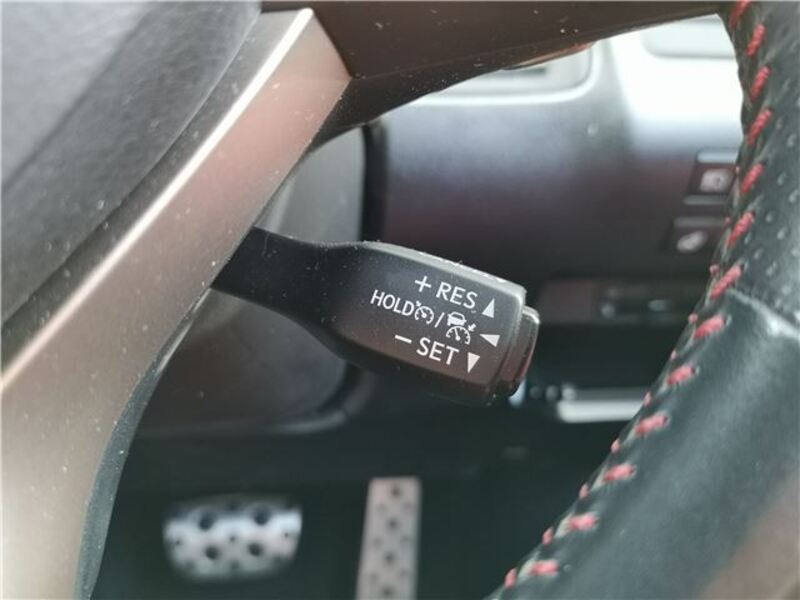 + RES
HOLD /
− SET